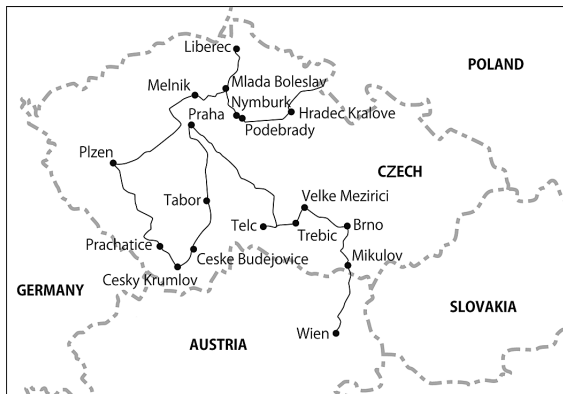 Liberec
POLAND
Melnik
Mlada Boleslav
Nymburk
Praha
Hradec Kralove
Podebrady
Plzen
CZECH
Tabor
Velke Mezirici
Telc
Trebic
Brno
Prachatice
Ceske Budejovice
Mikulov
Cesky Krumlov
GERMANY
SLOVAKIA
AUSTRIA
Wien